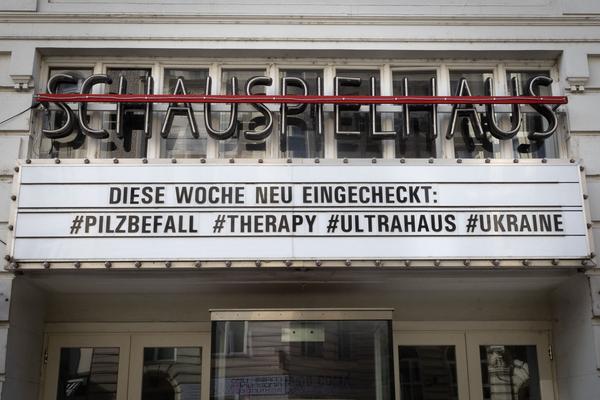 SCHAUSPIELHAUS
DIESE WOCHE NEU EINGECHECKT:
#PILZBEFALL #THERAPY #ULTRAHAUS #UKRAINE